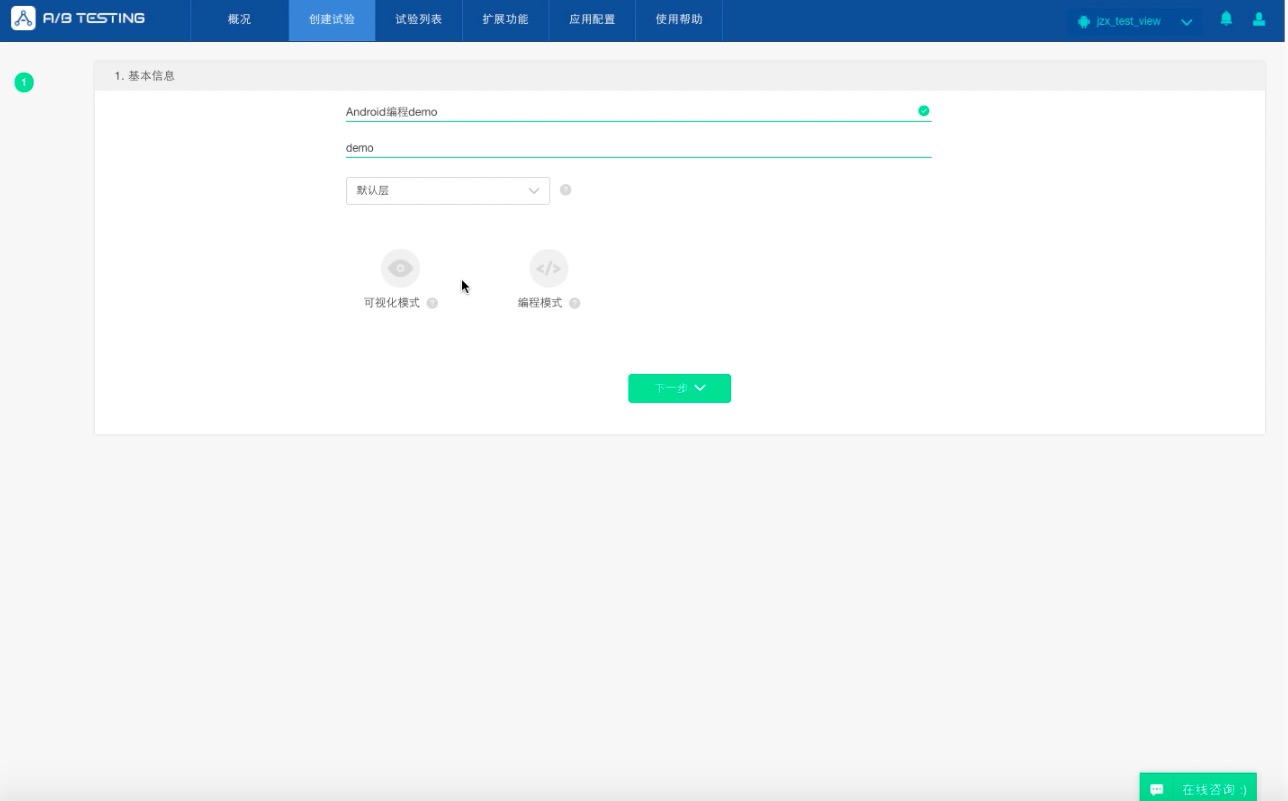 A/B TESTING
概况
创建试验
试验列表
扩展功能
应用配置
使用帮助
jzx_test_view
1
1. 基本信息
Android编程demo
demo
默认层
?
</>
可视化模式 ?
编程模式 ?
下一步
在线咨询 :)